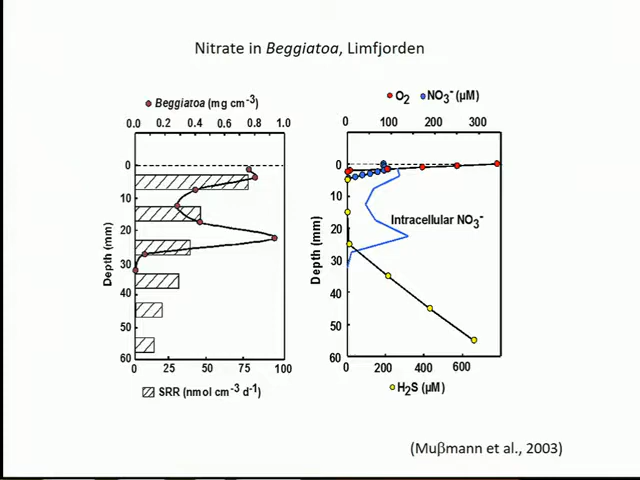 Nitrate in Beggiatoa, Limfjorden
Beggiatoa (mg cm⁻³)
0.0 0.2 0.4 0.6 0.8 1.0
0
10
20
30
40
50
60
Depth (mm)
0 25 50 75 100
SRR (nmol cm⁻³ d⁻¹)
O₂ NO₃⁻ (μM)
0 100 200 300
0
10
20
30
40
50
60
Depth (mm)
Intracellular NO₃⁻
0 200 400 600
H₂S (μM)
(Muβmann et al., 2003)